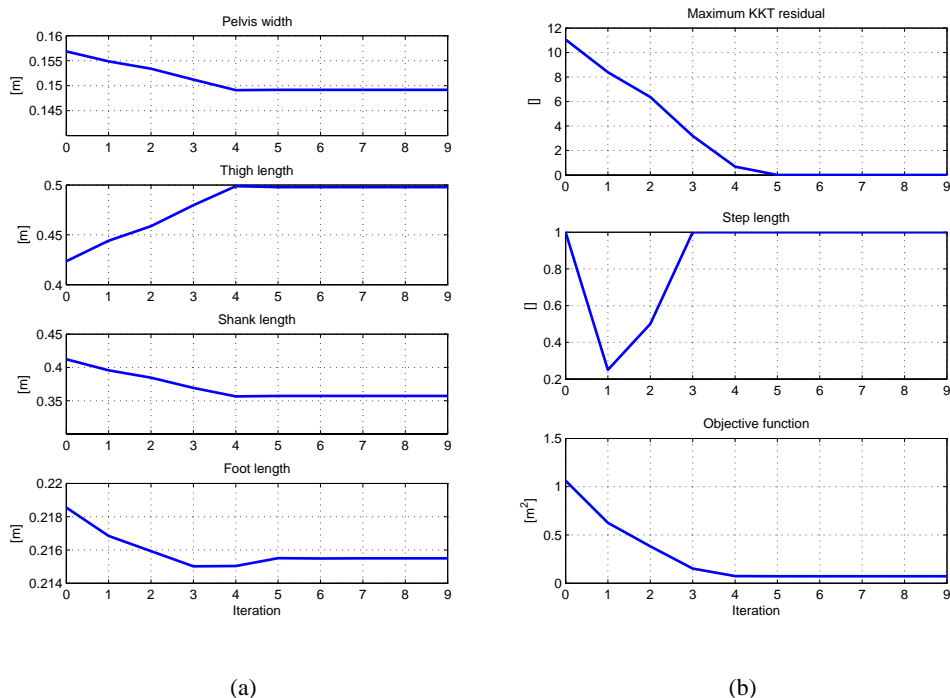 Pelvis width
0.16
0.155
0.15
0.145
[m]
0 1 2 3 4 5 6 7 8 9
Thigh length
0.5
0.45
0.4
[m]
0 1 2 3 4 5 6 7 8 9
Shank length
0.45
0.4
0.35
[m]
0 1 2 3 4 5 6 7 8 9
Foot length
0.22
0.218
0.216
0.214
[m]
0 1 2 3 4 5 6 7 8 9
Iteration
(a)
Maximum KKT residual
12
10
8
6
4
2
0
[]
0 1 2 3 4 5 6 7 8 9
Step length
1
0.8
0.6
0.4
0.2
[]
0 1 2 3 4 5 6 7 8 9
Objective function
1.5
1
0.5
0
[m²]
0 1 2 3 4 5 6 7 8 9
Iteration
(b)